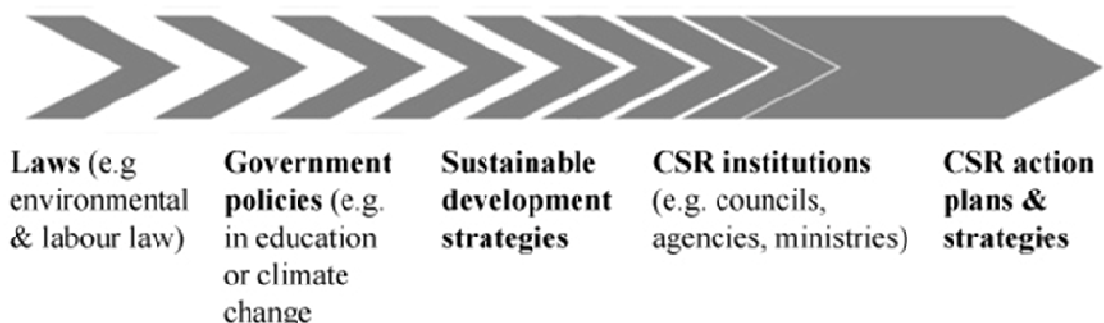 Laws (e.g
environmental
& labour law)
Government
policies (e.g.
in education
or climate
change
Sustainable
development
strategies
CSR institutions
(e.g. councils,
agencies, ministries)
CSR action
plans &
strategies